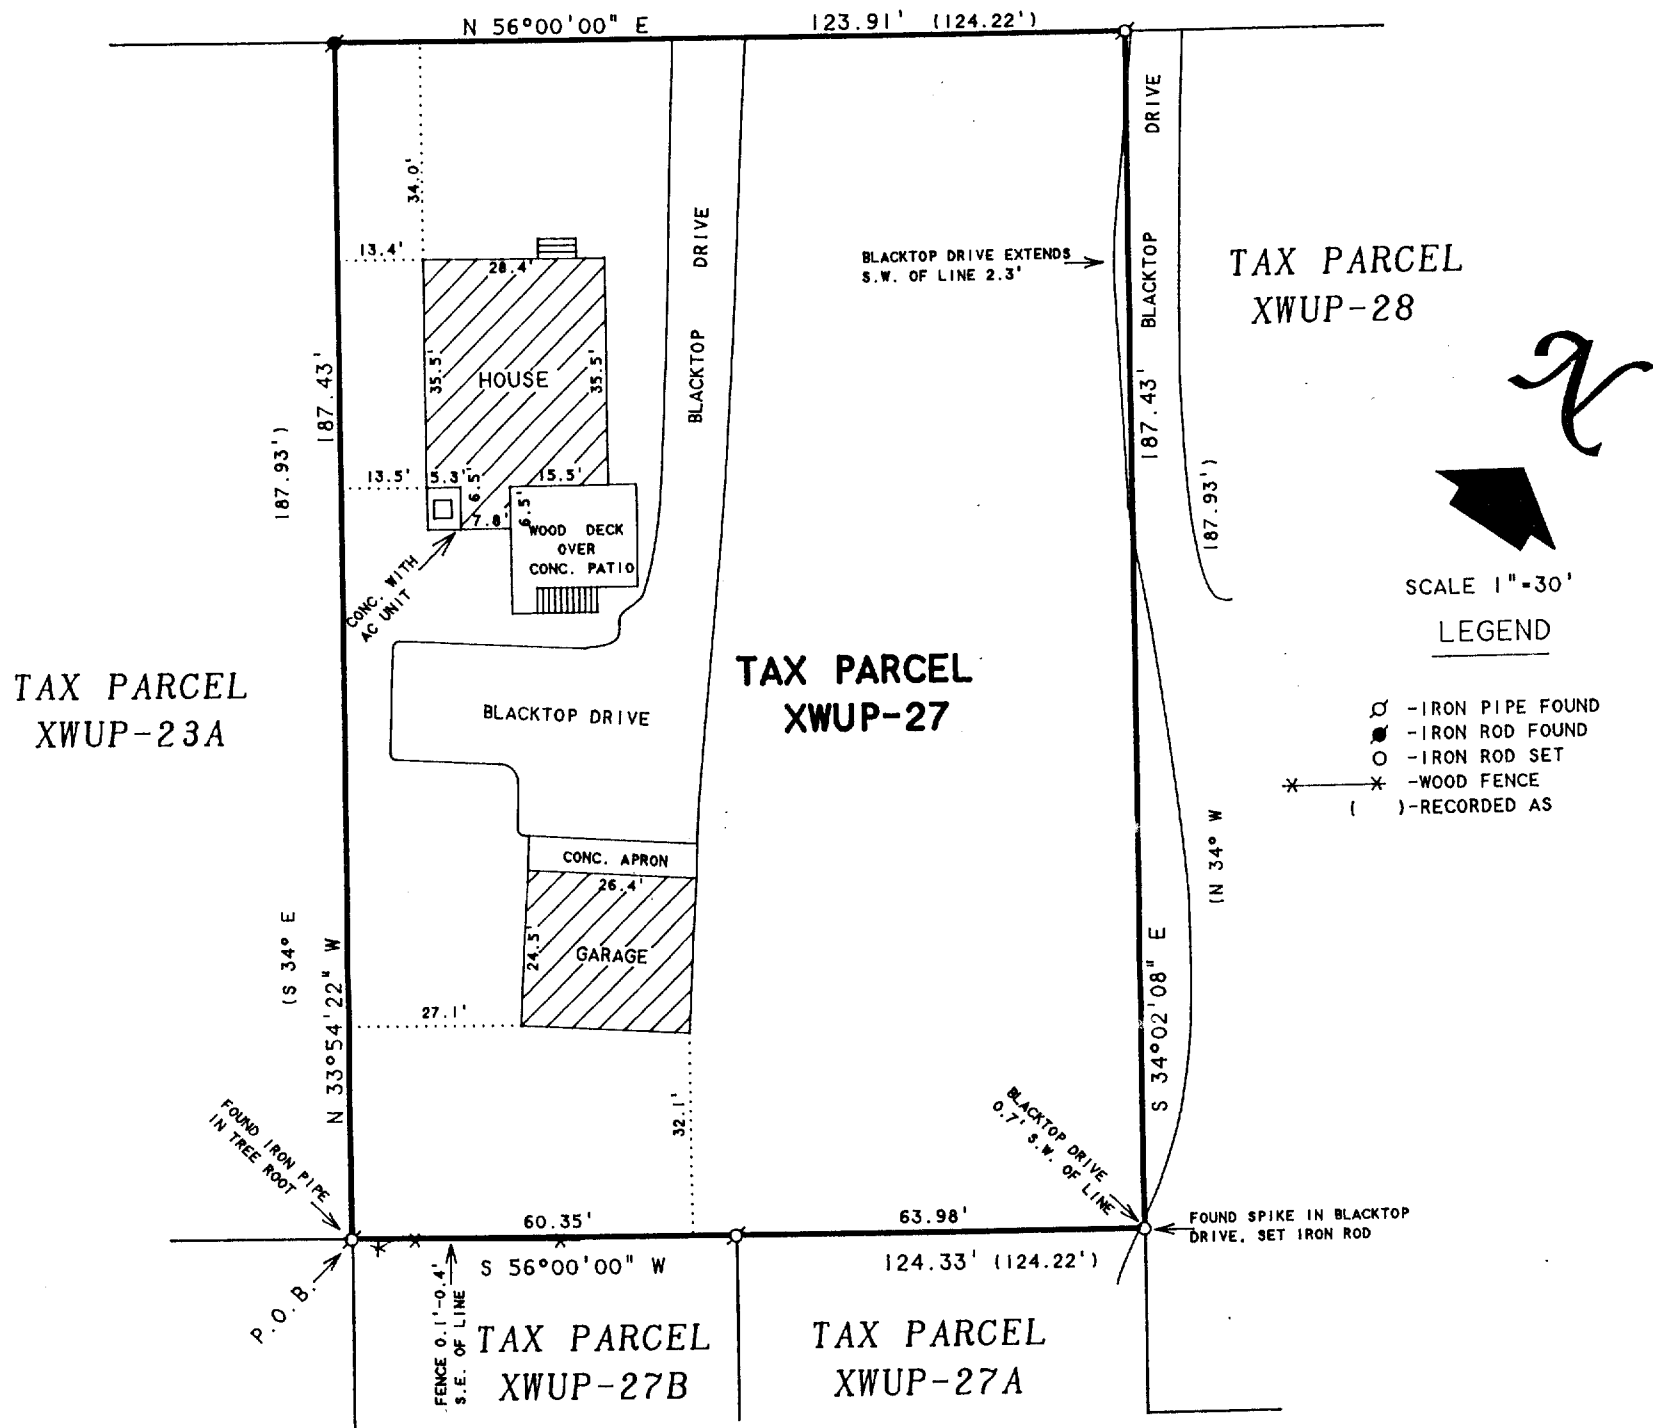 N 56°00'00" E
123.91' (124.22')
34.0'
13.4'
28.4'
35.5'
35.5'
HOUSE
13.5'
5.3'
6.5'
15.5'
7.8'
6.5'
WOOD DECK
OVER
CONC. PATIO
CONC. WITH
AC UNIT
BLACKTOP DRIVE
BLACKTOP DRIVE
BLACKTOP DRIVE EXTENDS
S.W. OF LINE 2.3'
TAX PARCEL
XWUP-28
187.43'
(187.93')
187.43'
(187.93')
N
SCALE 1"=30'
LEGEND
-IRON PIPE FOUND
-IRON ROD FOUND
-IRON ROD SET
-WOOD FENCE
( )-RECORDED AS
TAX PARCEL
XWUP-23A
TAX PARCEL
XWUP-27
BLACKTOP DRIVE
CONC. APRON
26.4'
24.5'
GARAGE
27.1'
32.1'
(S 34° E
N 33°54'22" W
(N 34° W
S 34°02'08" E
FOUND IRON PIPE
IN TREE ROOT
BLACKTOP DRIVE
0.7' S.W. OF LINE
FOUND SPIKE IN BLACKTOP
DRIVE, SET IRON ROD
60.35'
63.98'
S 56°00'00" W
124.33' (124.22')
P.O.B.
FENCE 0.1'-0.4'
S.E. OF LINE
TAX PARCEL
XWUP-27B
TAX PARCEL
XWUP-27A